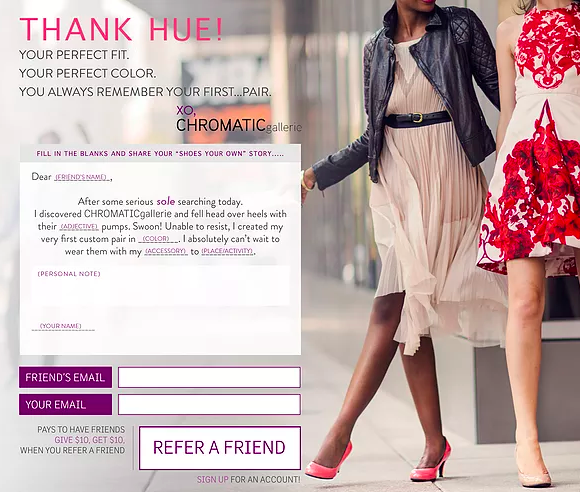 THANK HUE!
YOUR PERFECT FIT.
YOUR PERFECT COLOR.
YOU ALWAYS REMEMBER YOUR FIRST...PAIR.
XO,
CHROMATICgallerie
FILL IN THE BLANKS AND SHARE YOUR "SHOES YOUR OWN" STORY.....
Dear (FRIEND'S NAME),
After some serious sole searching today.
I discovered CHROMATICgallerie and fell head over heels with
their (ADJECTIVE) pumps. Swoon! Unable to resist, I created my
very first custom pair in (COLOR). I absolutely can't wait to
wear them with my (ACCESSORY) to (PLACE/ACTIVITY).
(PERSONAL NOTE)
(YOUR NAME)
FRIEND'S EMAIL
YOUR EMAIL
PAYS TO HAVE FRIENDS
GIVE $10, GET $10,
WHEN YOU REFER A FRIEND
REFER A FRIEND
SIGN UP FOR AN ACCOUNT!